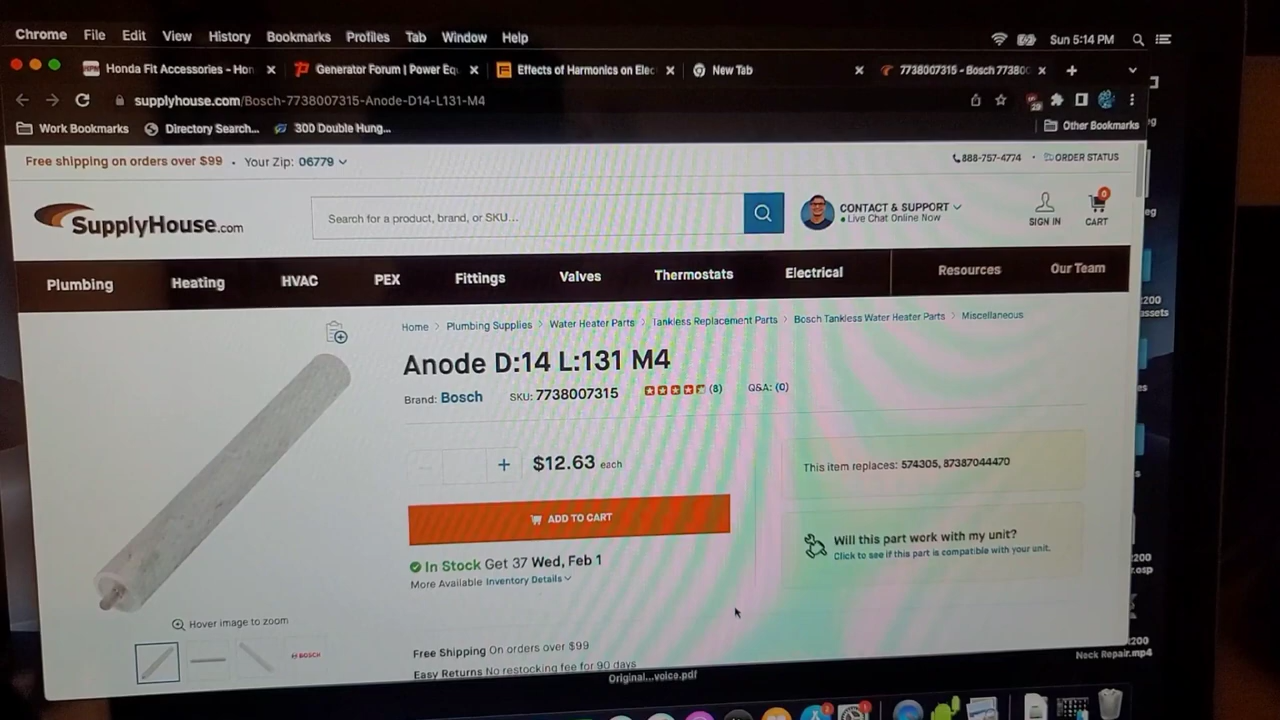 Chrome File Edit View History Bookmarks Profiles Tab Window Help Sun 5:14 PM
Honda Fit Accessories - Hon Generator Forum | Power Eq Effects of Harmonics on Elec New Tab 7738007315 - Bosch 77380
supplyhouse.com/Bosch-7738007315-Anode-D14-L131-M4
Work Bookmarks Directory Search... 300 Double Hung... Other Bookmarks
Free shipping on orders over $99 • Your Zip: 06779 888-757-4774 • ORDER STATUS
SupplyHouse.com Search for a product, brand, or SKU... CONTACT & SUPPORT
Live Chat Online Now
SIGN IN 0 CART
Plumbing Heating HVAC PEX Fittings Valves Thermostats Electrical Resources Our Team
Home > Plumbing Supplies > Water Heater Parts > Tankless Replacement Parts > Bosch Tankless Water Heater Parts > Miscellaneous
Anode D:14 L:131 M4
Brand: Bosch SKU: 7738007315 (8) Q&A: (0)
$12.63 each
This item replaces: 574305, 87387044470
ADD TO CART
Will this part work with my unit?
Click to see if this part is compatible with your unit.
In Stock Get 37 Wed, Feb 1
More Available Inventory Details
Hover image to zoom
BOSCH
Free Shipping On orders over $99
Easy Returns No restocking fee for 90 days
Original...voice.pdf
Neck Repair.mp4